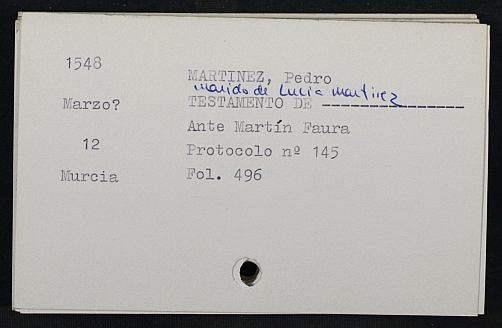 1548
MARTINEZ, Pedro
marido de Lucia Martinez
Marzo? TESTAMENTO DE ----------------
Ante Martín Faura
12
Protocolo nº 145
Murcia Fol. 496